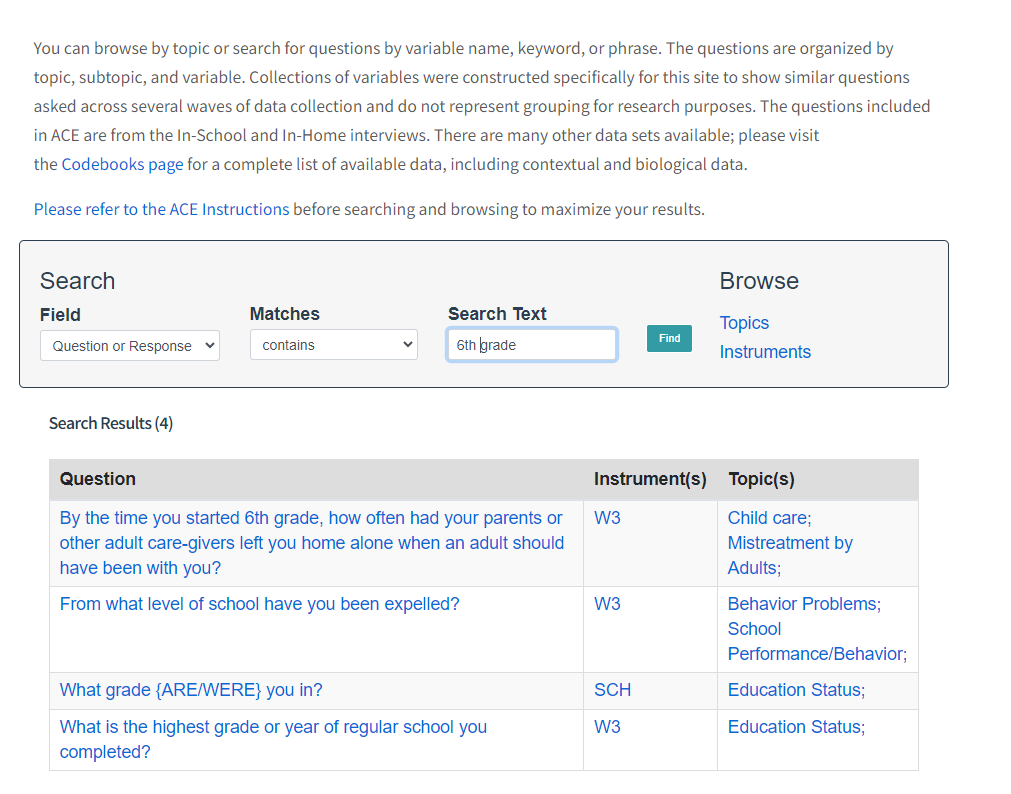 You can browse by topic or search for questions by variable name, keyword, or phrase. The questions are organized by
topic, subtopic, and variable. Collections of variables were constructed specifically for this site to show similar questions
asked across several waves of data collection and do not represent grouping for research purposes. The questions included
in ACE are from the In-School and In-Home interviews. There are many other data sets available; please visit
the Codebooks page for a complete list of available data, including contextual and biological data.
Please refer to the ACE Instructions before searching and browsing to maximize your results.
Search
Field
Matches
Search Text
Question or Response
contains
6th grade
Find
Browse
Topics
Instruments
Search Results (4)
Question
Instrument(s)
Topic(s)
By the time you started 6th grade, how often had your parents or
other adult care-givers left you home alone when an adult should
have been with you?
W3
Child care;
Mistreatment by
Adults;
From what level of school have you been expelled?
W3
Behavior Problems;
School
Performance/Behavior;
What grade {ARE/WERE} you in?
SCH
Education Status;
What is the highest grade or year of regular school you
completed?
W3
Education Status;